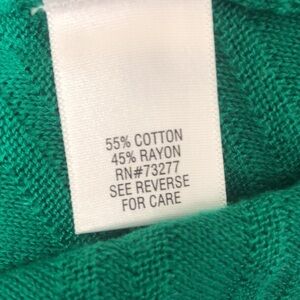 55% COTTON
45% RAYON
RN#73277
SEE REVERSE
FOR CARE